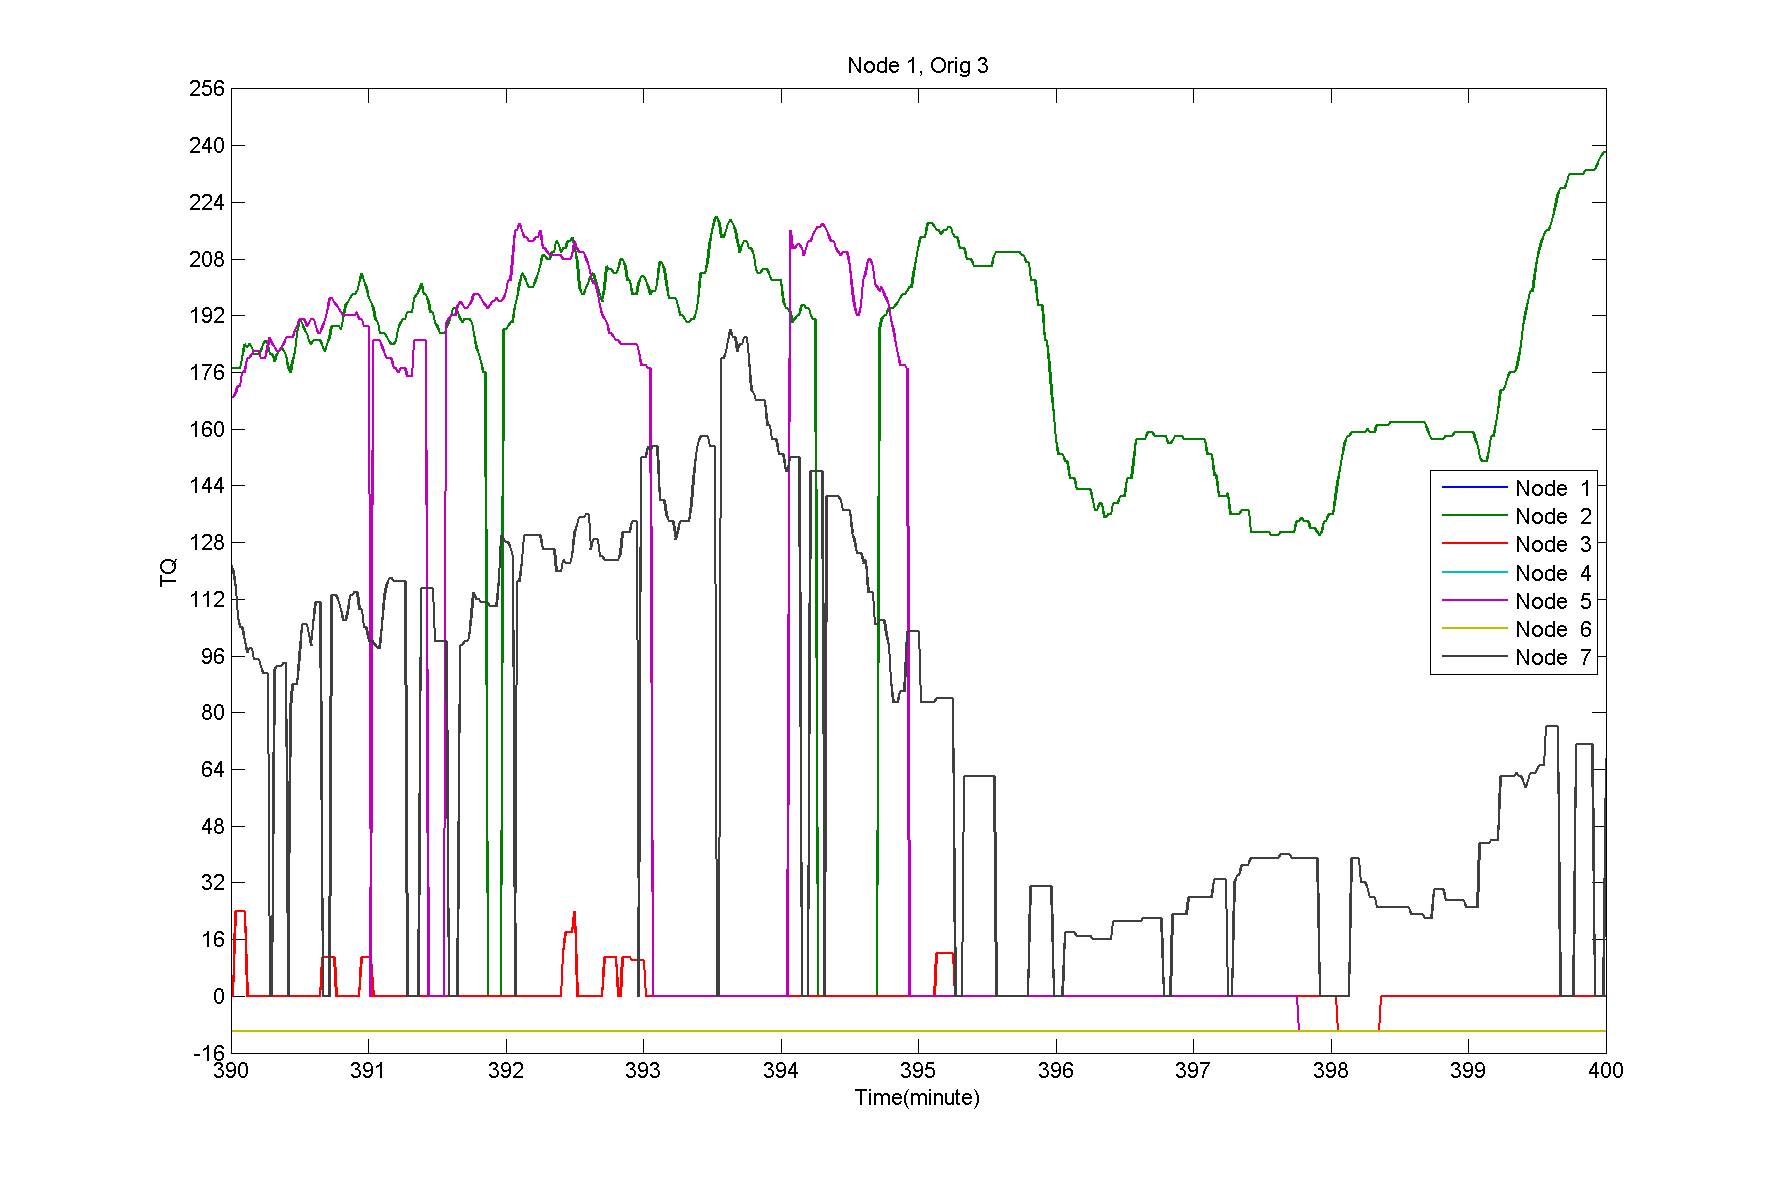 Node 1, Orig 3
256
240
224
208
192
176
160
144
128
112
96
80
64
48
32
16
0
-16
TQ
Node 1
Node 2
Node 3
Node 4
Node 5
Node 6
Node 7
390 391 392 393 394 395 396 397 398 399 400
Time(minute)